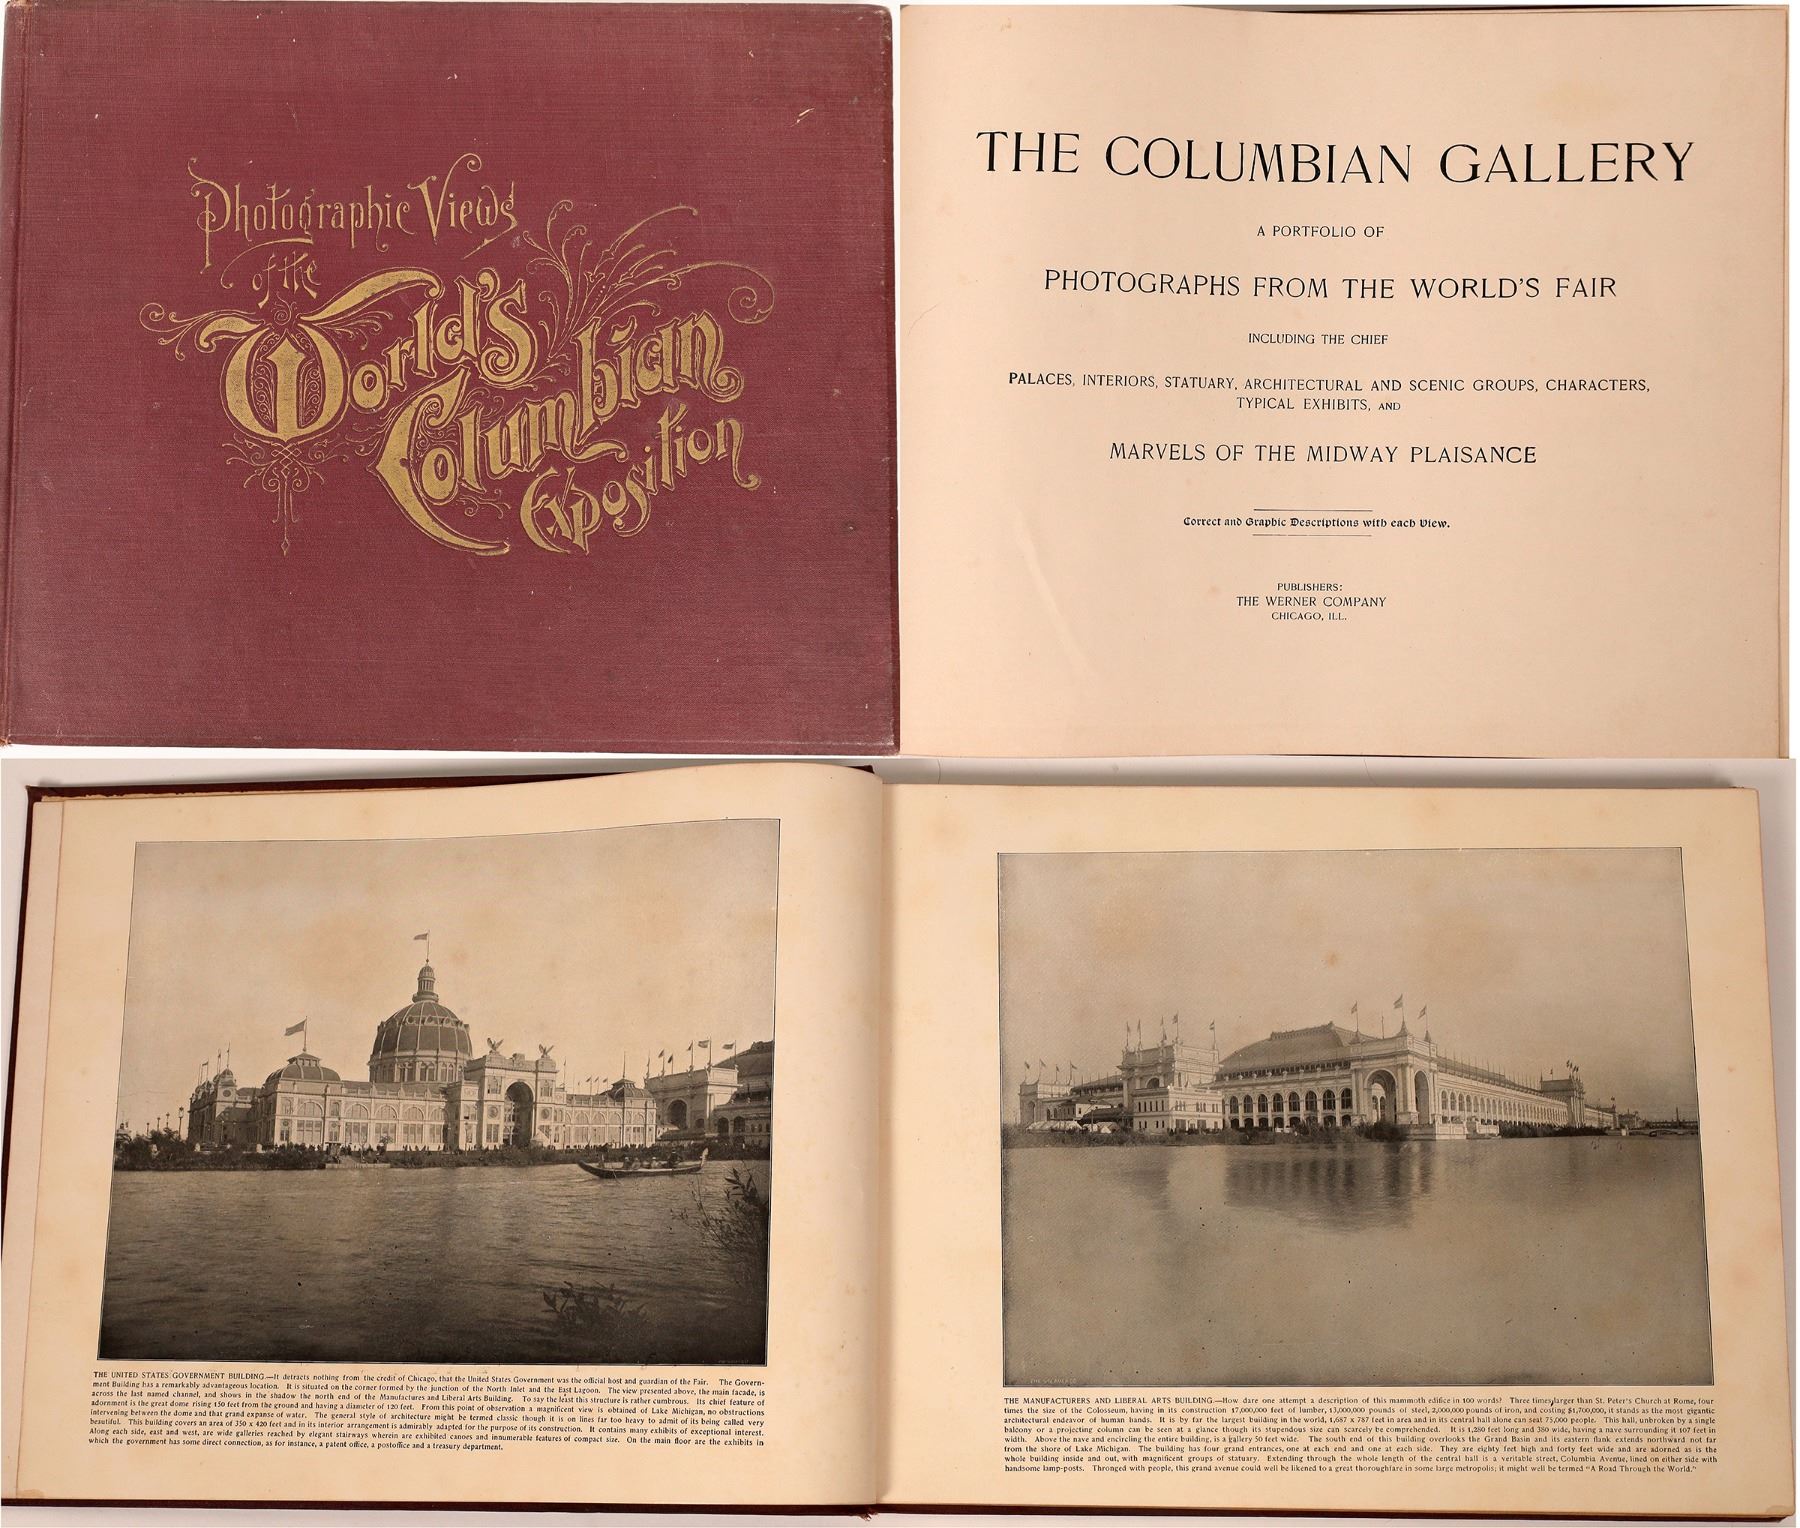 Photographic Views
of the
World's
Columbian
Exposition
THE COLUMBIAN GALLERY
A PORTFOLIO OF
PHOTOGRAPHS FROM THE WORLD'S FAIR
INCLUDING THE CHIEF
PALACES, INTERIORS, STATUARY, ARCHITECTURAL AND SCENIC GROUPS, CHARACTERS,
TYPICAL EXHIBITS, AND
MARVELS OF THE MIDWAY PLAISANCE
Correct and Graphic Descriptions with each View.
PUBLISHERS:
THE WERNER COMPANY
CHICAGO, ILL.
THE UNITED STATES GOVERNMENT BUILDING.—It detracts nothing from the credit of Chicago, that the United States Government was the official host and guardian of the Fair. The Govern-
ment Building has a remarkably advantageous location. It is situated on the corner formed by the junction of the North Inlet and the East Lagoon. The view presented above, the main facade, is
across the last named channel, and shows in the shadow the north end of the Manufactures and Liberal Arts Building. To say the least this structure is rather cumbrous. Its chief feature of
adornment is the great dome rising 150 feet from the ground and having a diameter of 120 feet. From this point of observation a magnificent view is obtained of Lake Michigan, no obstructions
intervening between the dome and that grand expanse of water. The general style of architecture might be termed classic though it is on lines far too heavy to admit of its being called very
beautiful. This building covers an area of 350 x 420 feet and in its interior arrangement is admirably adapted for the purpose of its construction. It contains many exhibits of exceptional interest.
Along each side, east and west, are wide galleries reached by elegant stairways wherein are exhibited canoes and innumerable features of compact size. On the main floor are the exhibits in
which the government has some direct connection, as for instance, a patent office, a postoffice and a treasury department.
THE MANUFACTURERS AND LIBERAL ARTS BUILDING.—How dare one attempt a description of this mammoth edifice in 100 words? Three times larger than St. Peter's Church at Rome, four
times the size of the Colosseum, having in its construction 17,000,000 feet of lumber, 13,000,000 pounds of steel, 2,000,000 pounds of iron, and costing $1,700,000, it stands as the most gigantic
architectural endeavor of human hands. It is by far the largest building in the world, 1,687 x 787 feet in area and in its central hall alone can seat 75,000 people. This hall, unbroken by a single
balcony or a projecting column can be seen at a glance though its stupendous size can scarcely be comprehended. It is 1,280 feet long and 380 wide, having a nave surrounding it 107 feet in
width. Above the nave and encircling the entire building, is a gallery 50 feet wide. The south end of this building overlooks the Grand Basin and its eastern flank extends northward not far
from the shore of Lake Michigan. The building has four grand entrances, one at each end and one at each side. They are eighty feet high and forty feet wide and are adorned as is the
whole building inside and out, with magnificent groups of statuary. Extending through the whole length of the central hall is a veritable street, Columbia Avenue, lined on either side with
handsome lamp-posts. Thronged with people, this grand avenue could well be likened to a great thoroughfare in some large metropolis; it might well be termed "A Road Through the World."